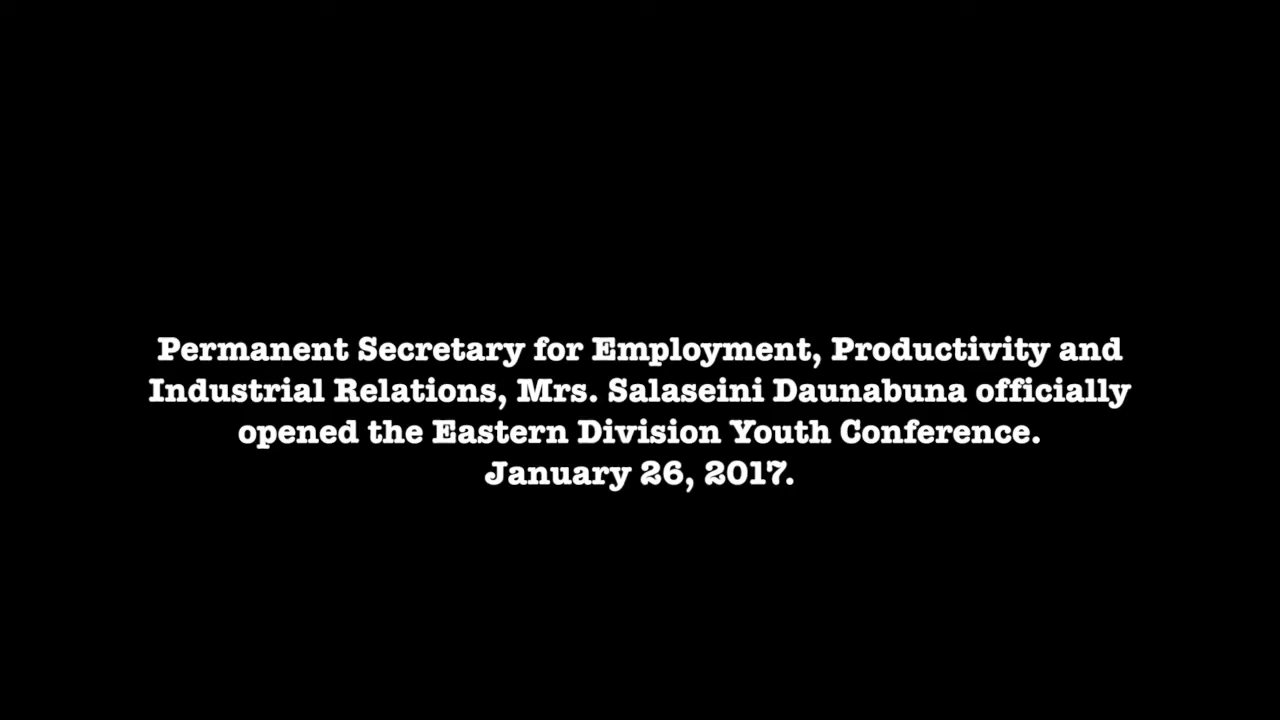 Permanent Secretary for Employment, Productivity and
Industrial Relations, Mrs. Salaseini Daunabuna officially
opened the Eastern Division Youth Conference.
January 26, 2017.